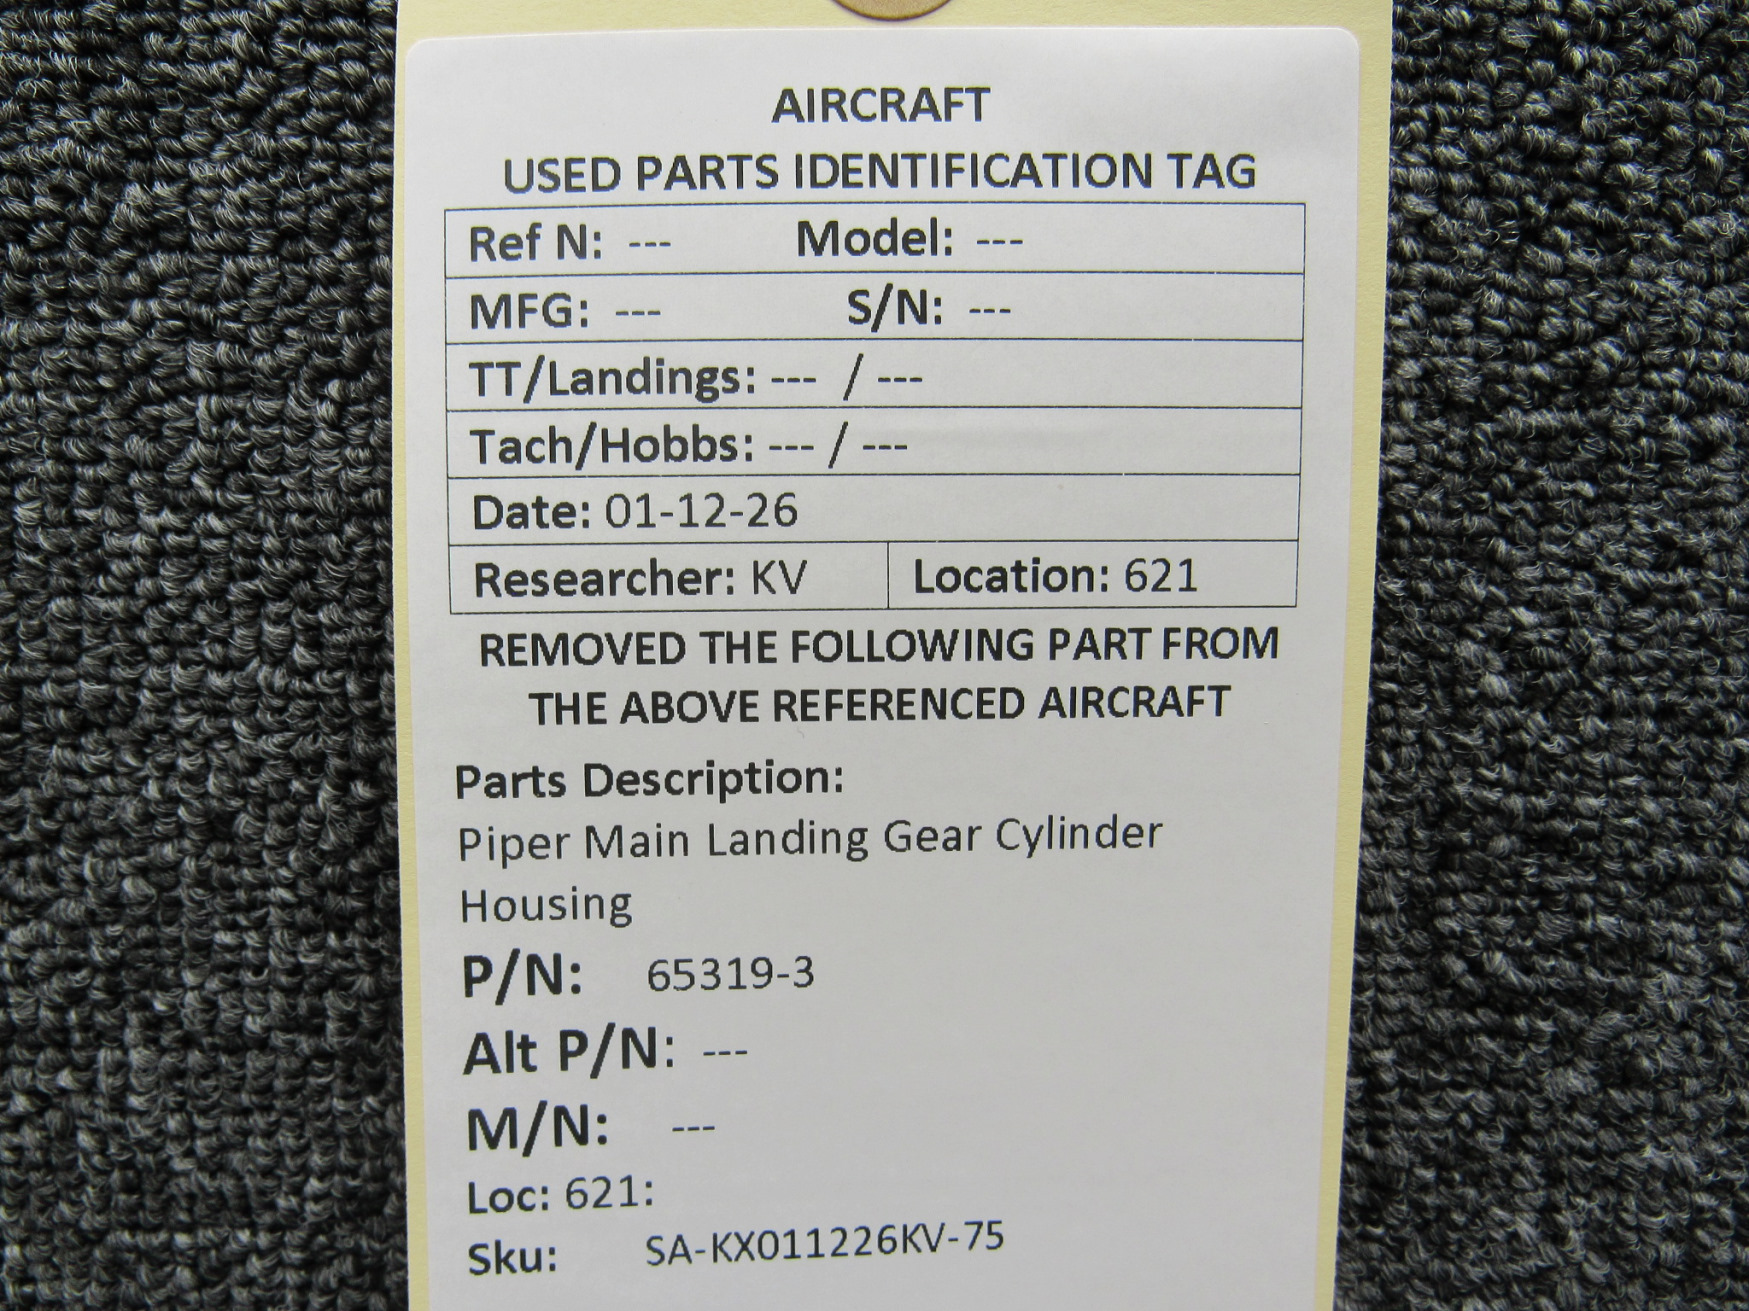 AIRCRAFT
USED PARTS IDENTIFICATION TAG
Ref N: --- Model: ---
MFG: --- S/N: ---
TT/Landings: --- / ---
Tach/Hobbs: --- / ---
Date: 01-12-26
Researcher: KV Location: 621
REMOVED THE FOLLOWING PART FROM
THE ABOVE REFERENCED AIRCRAFT
Parts Description:
Piper Main Landing Gear Cylinder
Housing
P/N: 65319-3
Alt P/N: ---
M/N: ---
Loc: 621:
Sku: SA-KX011226KV-75